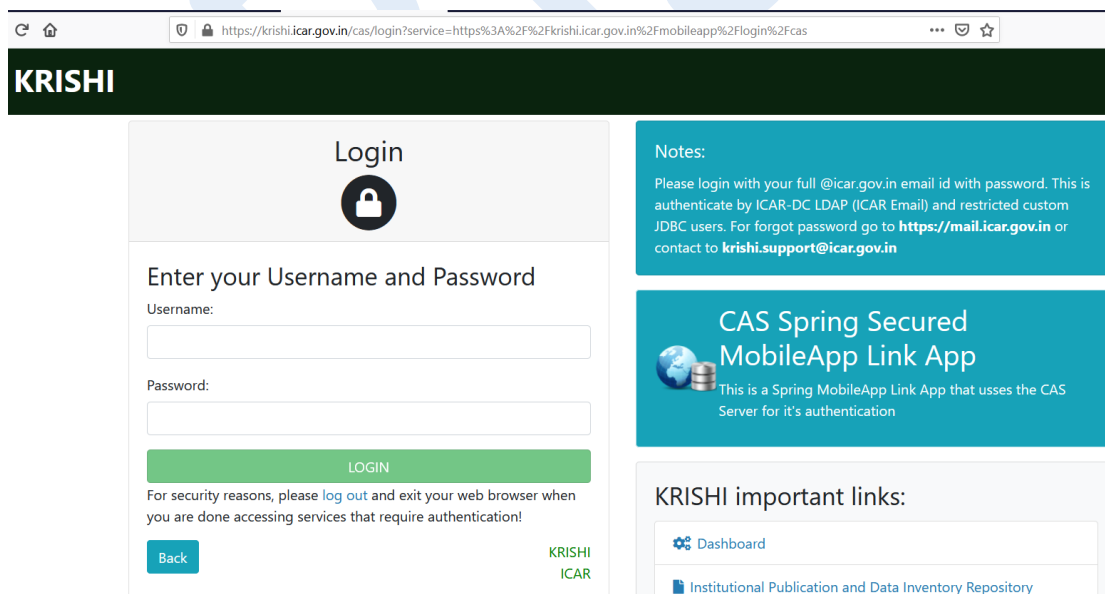 https://krishi.icar.gov.in/cas/login?service=https%3A%2F%2Fkrishi.icar.gov.in%2Fmobileapp%2Flogin%2Fcas
KRISHI
Login
Enter your Username and Password
Username:
Password:
LOGIN
For security reasons, please log out and exit your web browser when
you are done accessing services that require authentication!
Back
KRISHI
ICAR
Notes:
Please login with your full @icar.gov.in email id with password. This is
authenticate by ICAR-DC LDAP (ICAR Email) and restricted custom
JDBC users. For forgot password go to https://mail.icar.gov.in or
contact to krishi.support@icar.gov.in
CAS Spring Secured
MobileApp Link App
This is a Spring MobileApp Link App that usses the CAS
Server for it's authentication
KRISHI important links:
Dashboard
Institutional Publication and Data Inventory Repository